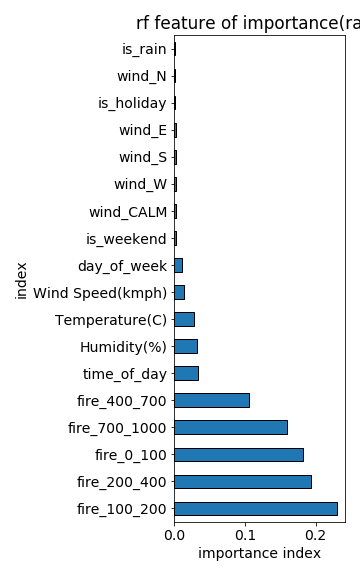 rf feature of importance(ra
is_rain
wind_N
is_holiday
wind_E
wind_S
wind_W
wind_CALM
is_weekend
day_of_week
Wind Speed(kmph)
Temperature(C)
Humidity(%)
time_of_day
fire_400_700
fire_700_1000
fire_0_100
fire_200_400
fire_100_200
index
0.0 0.1 0.2
importance index